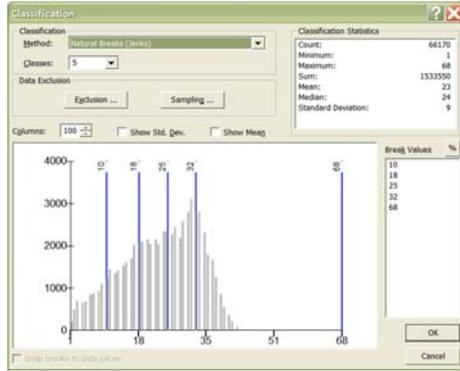 Classification
Classification
Method: Natural Breaks (Jenks)
Classes: 5
Data Exclusion
Exclusion ... Sampling ...
Classification Statistics
Count: 66170
Minimum: 1
Maximum: 68
Sum: 1533550
Mean: 23
Median: 24
Standard Deviation: 9
Columns: 100 Show Std. Dev. Show Mean
Break Values %
10
18
25
32
68
10 18 25 32 68
4000
3000
2000
1000
0
1 18 35 51 68
Snap breaks to data values
OK
Cancel